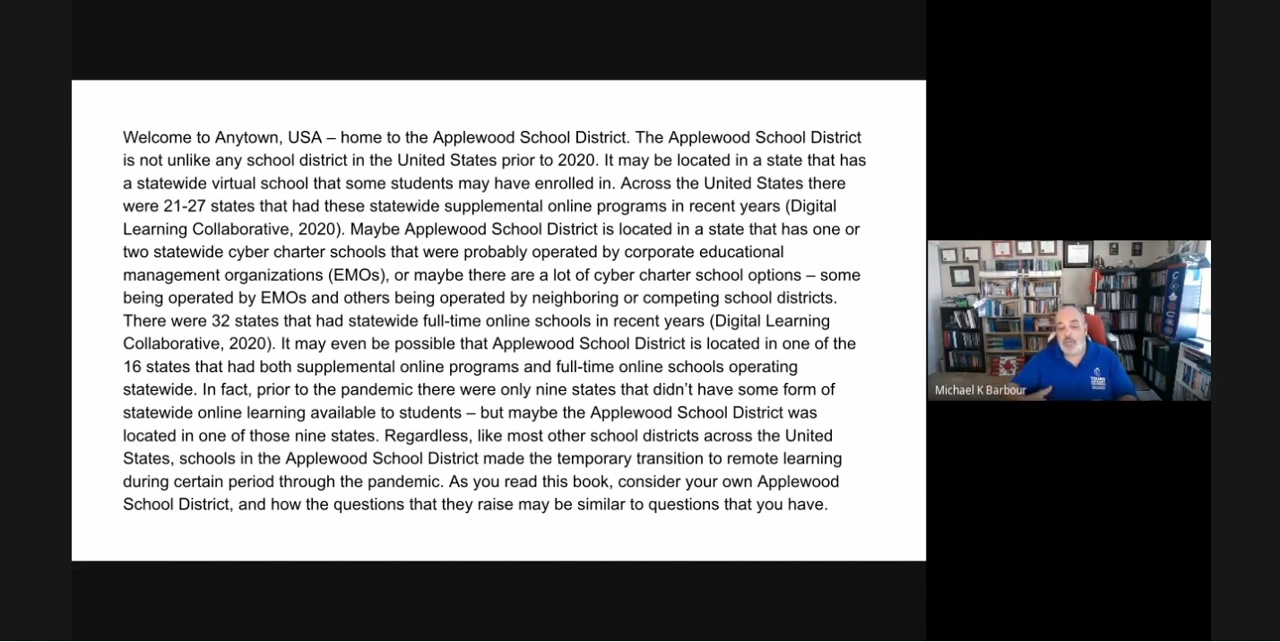 Welcome to Anytown, USA – home to the Applewood School District. The Applewood School District
is not unlike any school district in the United States prior to 2020. It may be located in a state that has
a statewide virtual school that some students may have enrolled in. Across the United States there
were 21-27 states that had these statewide supplemental online programs in recent years (Digital
Learning Collaborative, 2020). Maybe Applewood School District is located in a state that has one or
two statewide cyber charter schools that were probably operated by corporate educational
management organizations (EMOs), or maybe there are a lot of cyber charter school options – some
being operated by EMOs and others being operated by neighboring or competing school districts.
There were 32 states that had statewide full-time online schools in recent years (Digital Learning
Collaborative, 2020). It may even be possible that Applewood School District is located in one of the
16 states that had both supplemental online programs and full-time online schools operating
statewide. In fact, prior to the pandemic there were only nine states that didn’t have some form of
statewide online learning available to students – but maybe the Applewood School District was
located in one of those nine states. Regardless, like most other school districts across the United
States, schools in the Applewood School District made the temporary transition to remote learning
during certain period through the pandemic. As you read this book, consider your own Applewood
School District, and how the questions that they raise may be similar to questions that you have.
Michael K Barbour